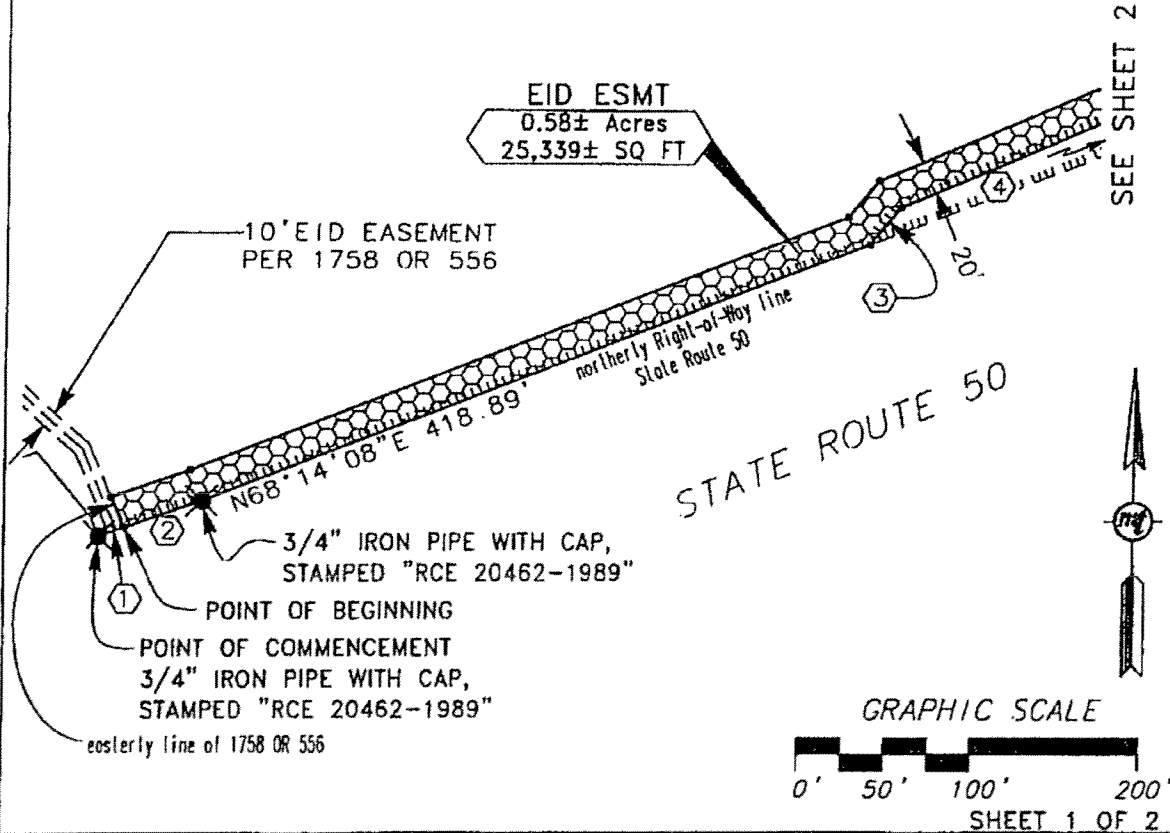 SEE SHEET 2
EID ESMT
0.58± Acres
25,339± SQ FT
10' EID EASEMENT
PER 1758 OR 556
4
20'
3
northerly Right-of-Way line
State Route 50
N68°14'08"E 418.89'
STATE ROUTE 50
2
3/4" IRON PIPE WITH CAP,
STAMPED "RCE 20462-1989"
1
POINT OF BEGINNING
POINT OF COMMENCEMENT
3/4" IRON PIPE WITH CAP,
STAMPED "RCE 20462-1989"
easterly line of 1758 OR 556
GRAPHIC SCALE
0' 50' 100' 200'
SHEET 1 OF 2